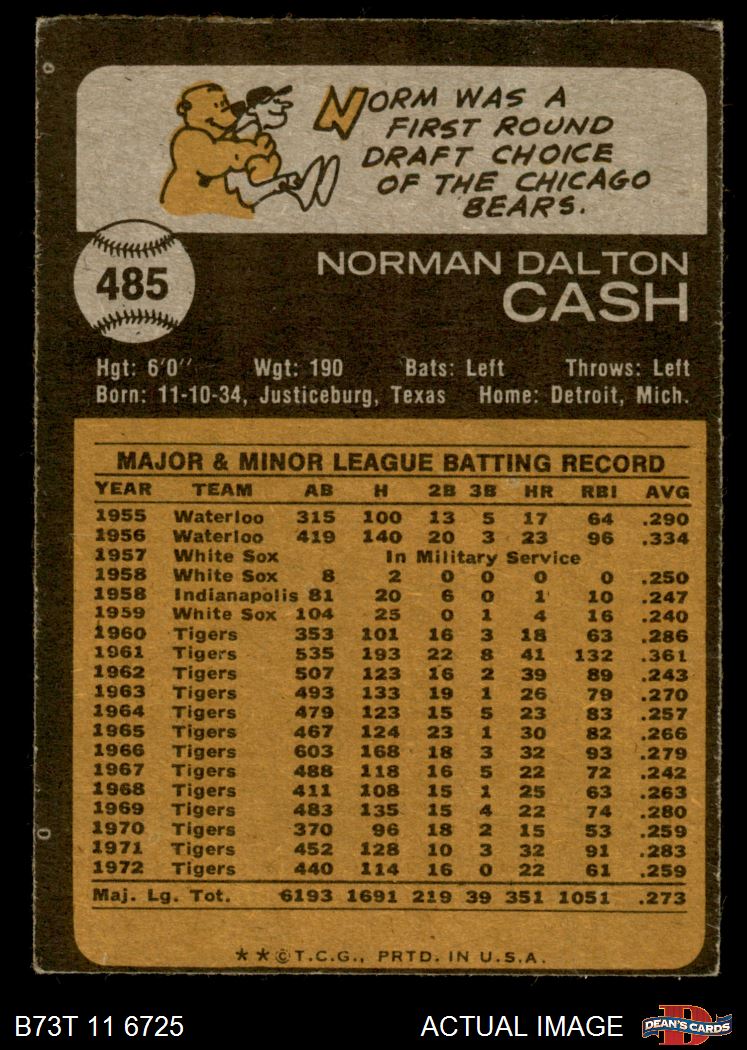 NORM WAS A
FIRST ROUND
DRAFT CHOICE
OF THE CHICAGO
BEARS.
485
NORMAN DALTON
CASH
Hgt: 6'0'' Wgt: 190 Bats: Left Throws: Left
Born: 11-10-34, Justiceburg, Texas Home: Detroit, Mich.
MAJOR & MINOR LEAGUE BATTING RECORD
YEAR TEAM AB H 2B 3B HR RBI AVG
1955 Waterloo 315 100 13 5 17 64 .290
1956 Waterloo 419 140 20 3 23 96 .334
1957 White Sox In Military Service
1958 White Sox 8 2 0 0 0 0 .250
1958 Indianapolis 81 20 6 0 1 10 .247
1959 White Sox 104 25 0 1 4 16 .240
1960 Tigers 353 101 16 3 18 63 .286
1961 Tigers 535 193 22 8 41 132 .361
1962 Tigers 507 123 16 2 39 89 .243
1963 Tigers 493 133 19 1 26 79 .270
1964 Tigers 479 123 15 5 23 83 .257
1965 Tigers 467 124 23 1 30 82 .266
1966 Tigers 603 168 18 3 32 93 .279
1967 Tigers 488 118 16 5 22 72 .242
1968 Tigers 411 108 15 1 25 63 .263
1969 Tigers 483 135 15 4 22 74 .280
1970 Tigers 370 96 18 2 15 53 .259
1971 Tigers 452 128 10 3 32 91 .283
1972 Tigers 440 114 16 0 22 61 .259
Maj. Lg. Tot. 6193 1691 219 39 351 1051 .273
**©T.C.G., PRTD. IN U.S.A.
B73T 11 6725 ACTUAL IMAGE DEAN'S CARDS